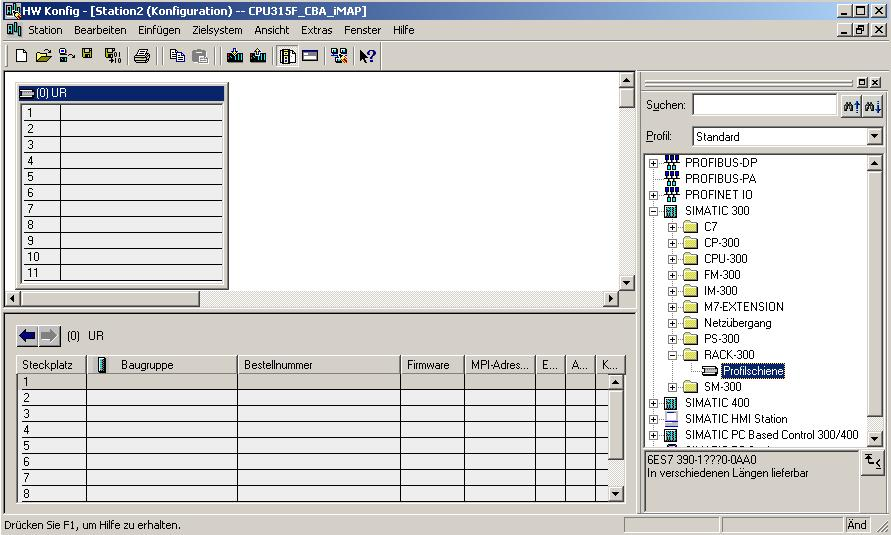 HW Konfig - [Station2 (Konfiguration) -- CPU315F_CBA_iMAP]
Station Bearbeiten Einfügen Zielsystem Ansicht Extras Fenster Hilfe
(0) UR
1
2
3
4
5
6
7
8
9
10
11
Suchen:
Profil: Standard
PROFIBUS-DP
PROFIBUS-PA
PROFINET IO
SIMATIC 300
C7
CP-300
CPU-300
FM-300
IM-300
M7-EXTENSION
Netzübergang
PS-300
RACK-300
Profilschiene
SM-300
SIMATIC 400
SIMATIC HMI Station
SIMATIC PC Based Control 300/400
6ES7 390-1???0-0AA0
In verschiedenen Längen lieferbar
(0) UR
Steckplatz Baugruppe Bestellnummer Firmware MPI-Adres... E... A... K...
1
2
3
4
5
6
7
8
Drücken Sie F1, um Hilfe zu erhalten. Änd